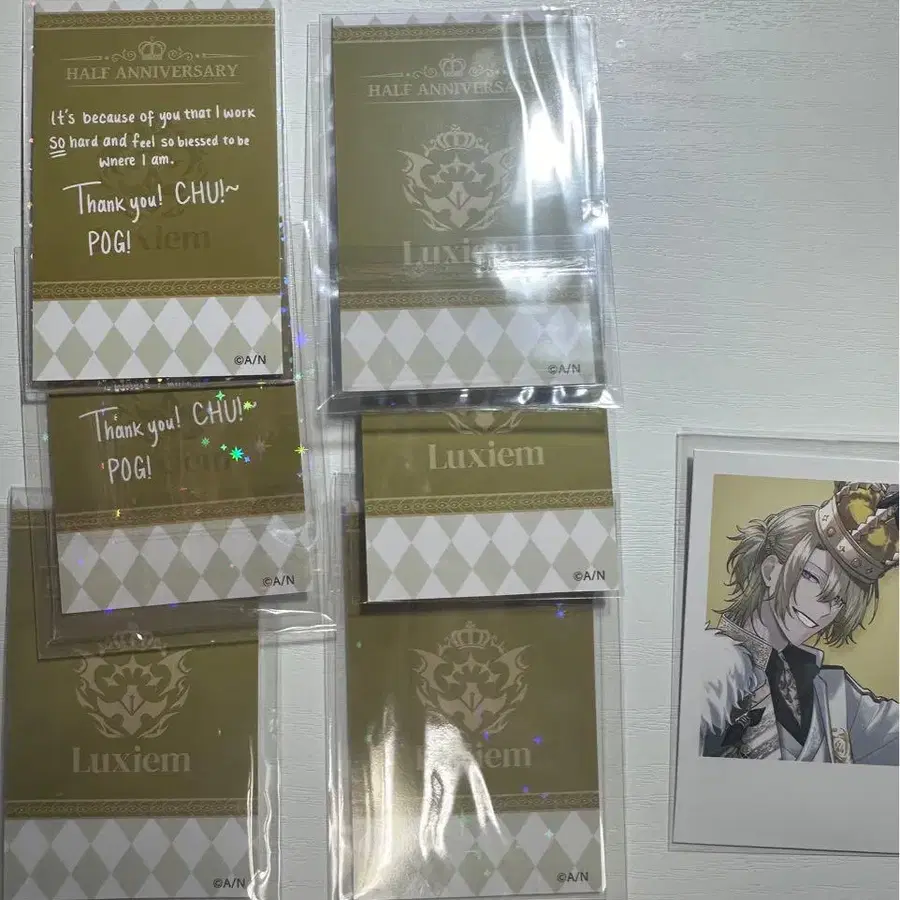 HALF ANNIVERSARY
It's because of you that I work
SO hard and feel so blessed to be
where I am.
Thank you! CHU!~
POG!
Luxiem
©A/N
HALF ANNIVERSARY
Luxiem
©A/N
Thank you! CHU!~
POG!
©A/N
Luxiem
©A/N
Luxiem
©A/N
Luxiem
©A/N